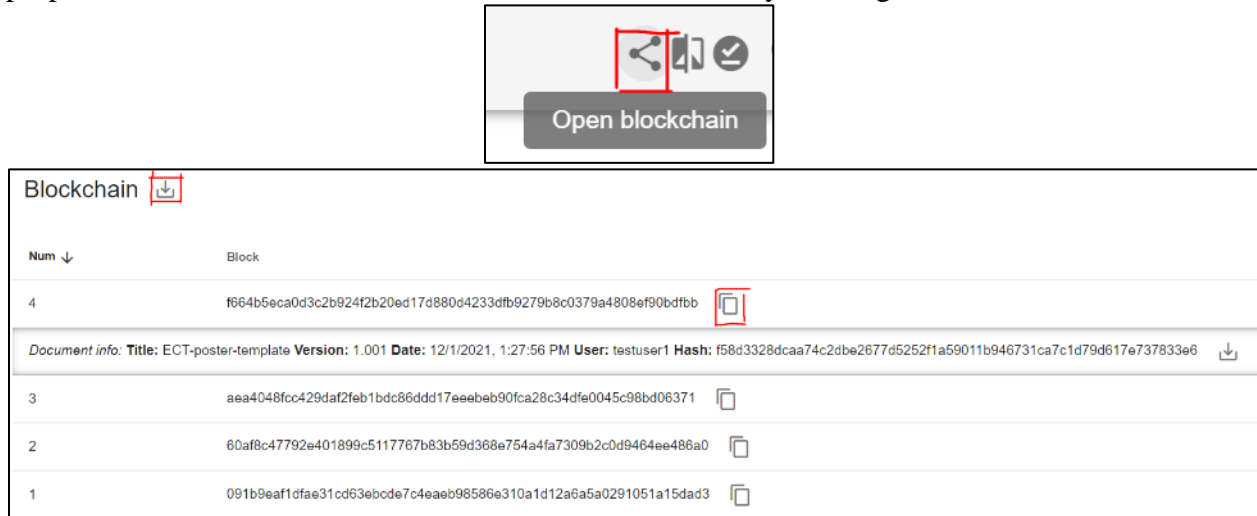 Open blockchain
Blockchain
Num ↓ Block
4 f664b5eca0d3c2b924f2b20ed17d880d4233dfb9279b8c0379a4808ef90bdfbb
Document info: Title: ECT-poster-template Version: 1.001 Date: 12/1/2021, 1:27:56 PM User: testuser1 Hash: f58d3328dcaa74c2dbe2677d5252f1a59011b946731ca7c1d79d617e737833e6
3 aea4048fcc429daf2feb1bdc86ddd17eeebeb90fca28c34dfe0045c98bd06371
2 60af8c47792e401899c5117767b83b59d368e754a4fa7309b2c0d9464ee486a0
1 091b9eaf1dfae31cd63ebcde7c4eaeb98586e310a1d12a6a5a0291051a15dad3